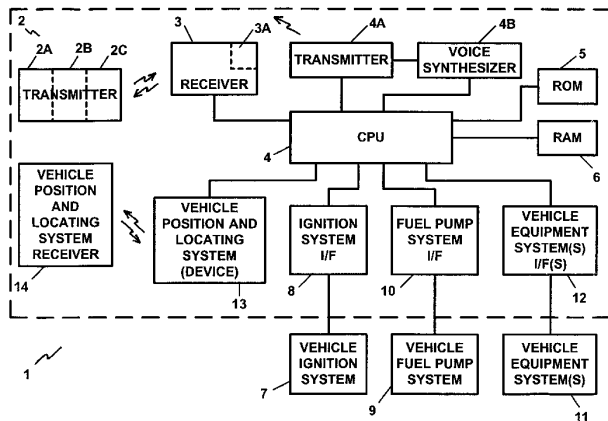 2
2A
2B
2C
TRANSMITTER
3
3A
RECEIVER
4A
TRANSMITTER
4B
VOICE
SYNTHESIZER
5
ROM
CPU
4
RAM
6
VEHICLE
POSITION
AND
LOCATING
SYSTEM
RECEIVER
14
VEHICLE
POSITION AND
LOCATING
SYSTEM
(DEVICE)
13
IGNITION
SYSTEM
I/F
8
FUEL PUMP
SYSTEM
I/F
10
VEHICLE
EQUIPMENT
SYSTEM(S)
I/F(S)
12
1
VEHICLE
IGNITION
SYSTEM
7
VEHICLE
FUEL PUMP
SYSTEM
9
VEHICLE
EQUIPMENT
SYSTEM(S)
11